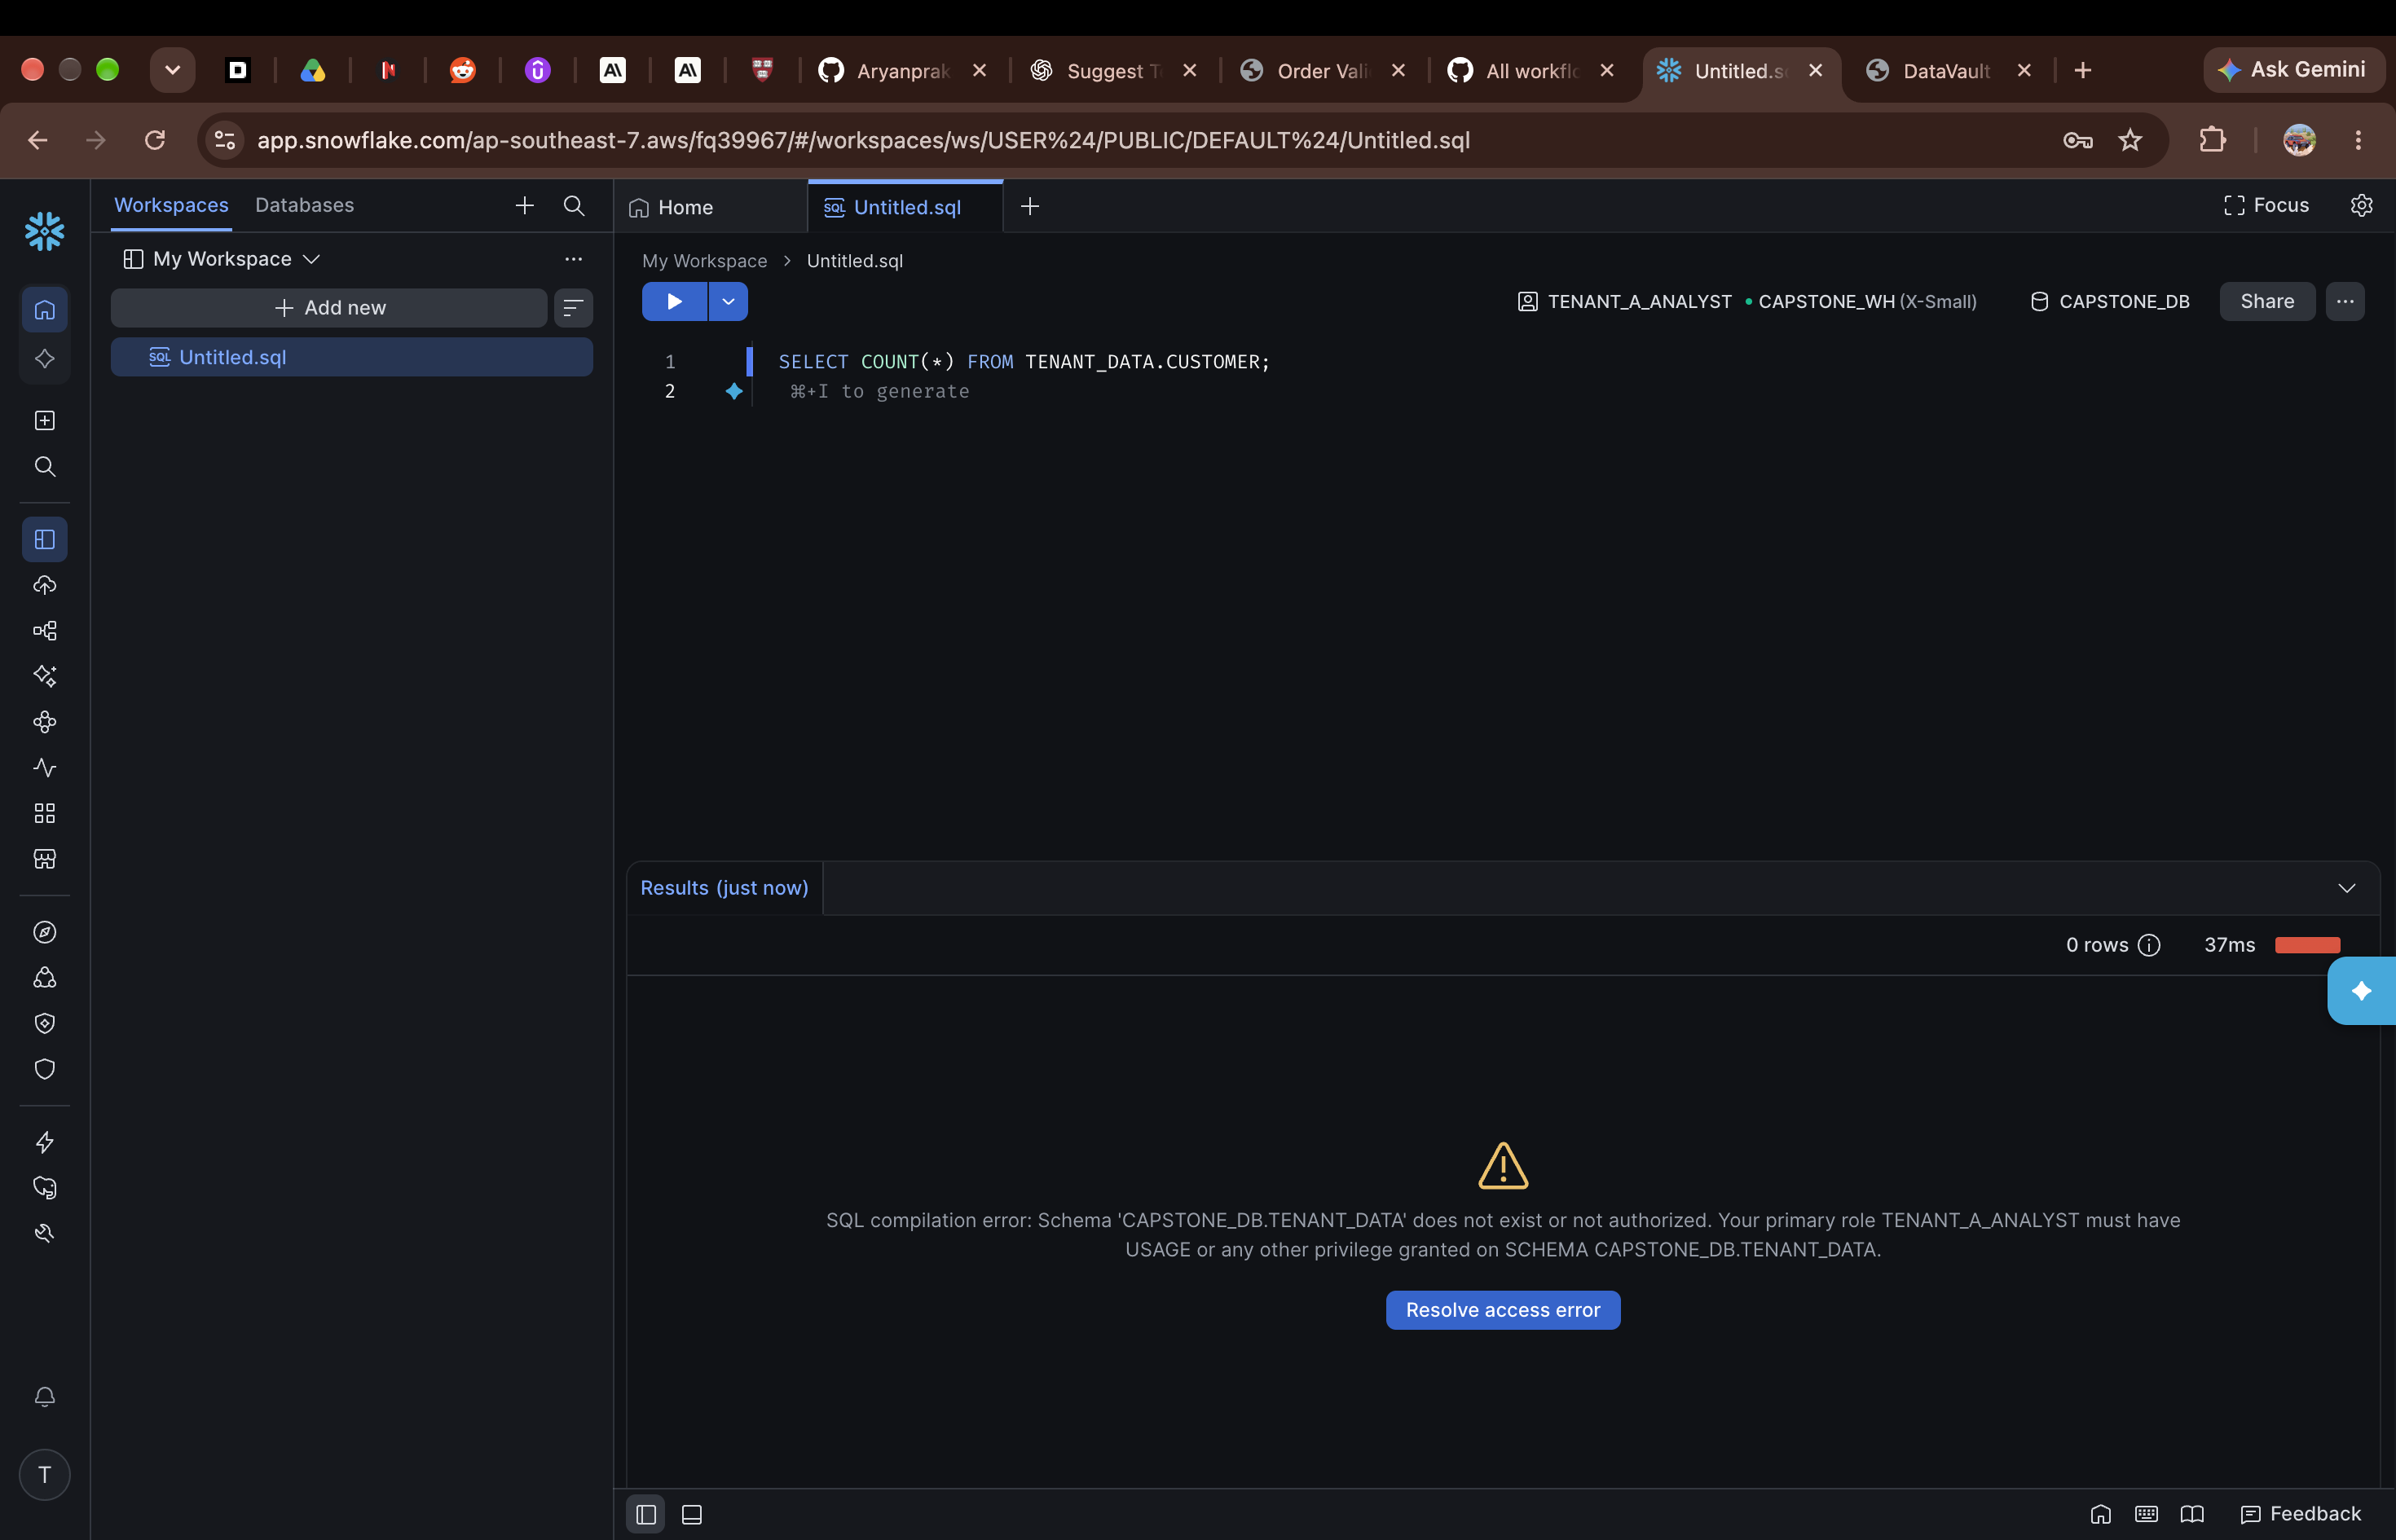 Aryanprak
Suggest T
Order Vali
All workflo
Untitled.s
DataVault
Ask Gemini
app.snowflake.com/ap-southeast-7.aws/fq39967/#/workspaces/ws/USER%24/PUBLIC/DEFAULT%24/Untitled.sql
Workspaces Databases
Home
SQL Untitled.sql
Focus
My Workspace
My Workspace > Untitled.sql
Add new
TENANT_A_ANALYST • CAPSTONE_WH (X-Small) CAPSTONE_DB Share
SQL Untitled.sql
1 SELECT COUNT(*) FROM TENANT_DATA.CUSTOMER;
2 ⌘+I to generate
Results (just now)
0 rows 37ms
SQL compilation error: Schema 'CAPSTONE_DB.TENANT_DATA' does not exist or not authorized. Your primary role TENANT_A_ANALYST must have
USAGE or any other privilege granted on SCHEMA CAPSTONE_DB.TENANT_DATA.
Resolve access error
T
Feedback